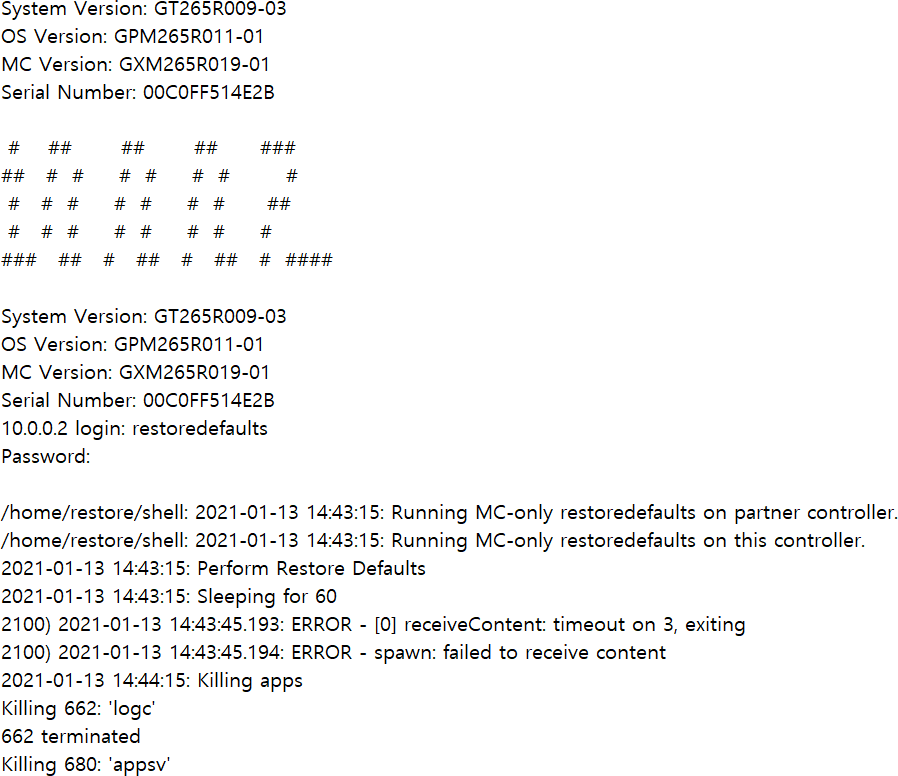 System Version: GT265R009-03
OS Version: GPM265R011-01
MC Version: GXM265R019-01
Serial Number: 00C0FF514E2B
 #   ##      ##      ##     ###
##  # #    # #    # #       #
 #  # #    # #    # #     ##
 #  # #    # #    # #    #
###  ##  #  ##  #  ##  # ####
System Version: GT265R009-03
OS Version: GPM265R011-01
MC Version: GXM265R019-01
Serial Number: 00C0FF514E2B
10.0.0.2 login: restoredefaults
Password:
/home/restore/shell: 2021-01-13 14:43:15: Running MC-only restoredefaults on partner controller.
/home/restore/shell: 2021-01-13 14:43:15: Running MC-only restoredefaults on this controller.
2021-01-13 14:43:15: Perform Restore Defaults
2021-01-13 14:43:15: Sleeping for 60
2100) 2021-01-13 14:43:45.193: ERROR - [0] receiveContent: timeout on 3, exiting
2100) 2021-01-13 14:43:45.194: ERROR - spawn: failed to receive content
2021-01-13 14:44:15: Killing apps
Killing 662: 'logc'
662 terminated
Killing 680: 'appsv'